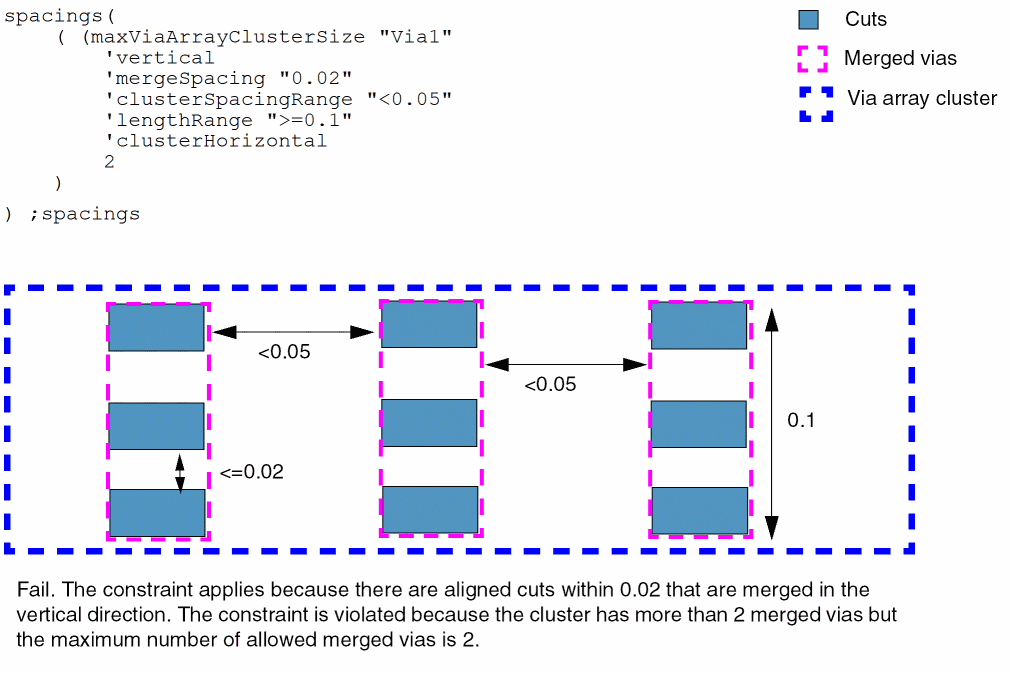 spacings(
( (maxViaArrayClusterSize "Via1"
'vertical
'mergeSpacing "0.02"
'clusterSpacingRange "<0.05"
'lengthRange ">=0.1"
'clusterHorizontal
2
)
) ;spacings
Cuts
Merged vias
Via array cluster
<0.05
<0.05
0.1
<=0.02
Fail. The constraint applies because there are aligned cuts within 0.02 that are merged in the
vertical direction. The constraint is violated because the cluster has more than 2 merged vias but
the maximum number of allowed merged vias is 2.